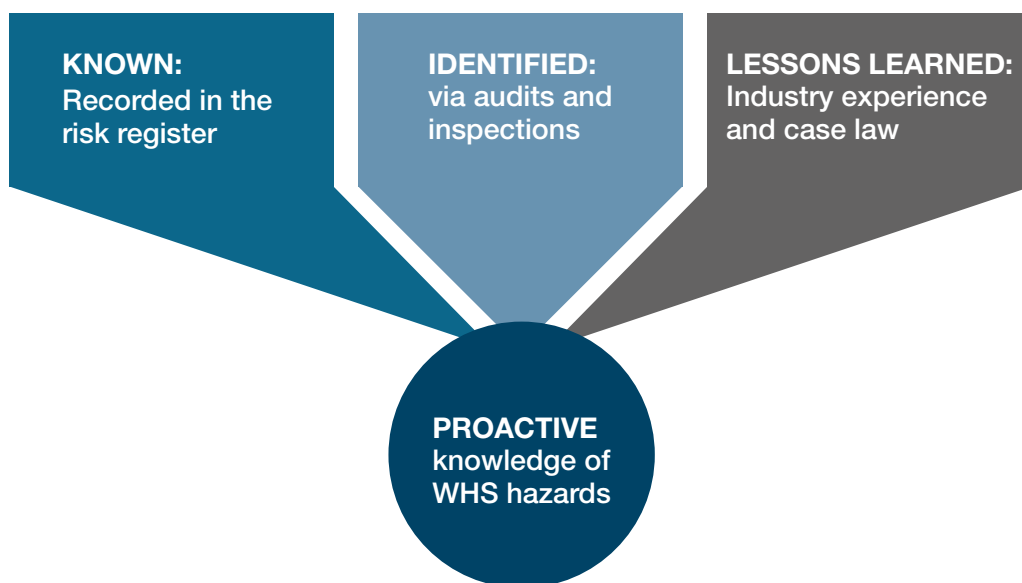 KNOWN:
Recorded in the
risk register
IDENTIFIED:
via audits and
inspections
LESSONS LEARNED:
Industry experience
and case law
PROACTIVE
knowledge of
WHS hazards